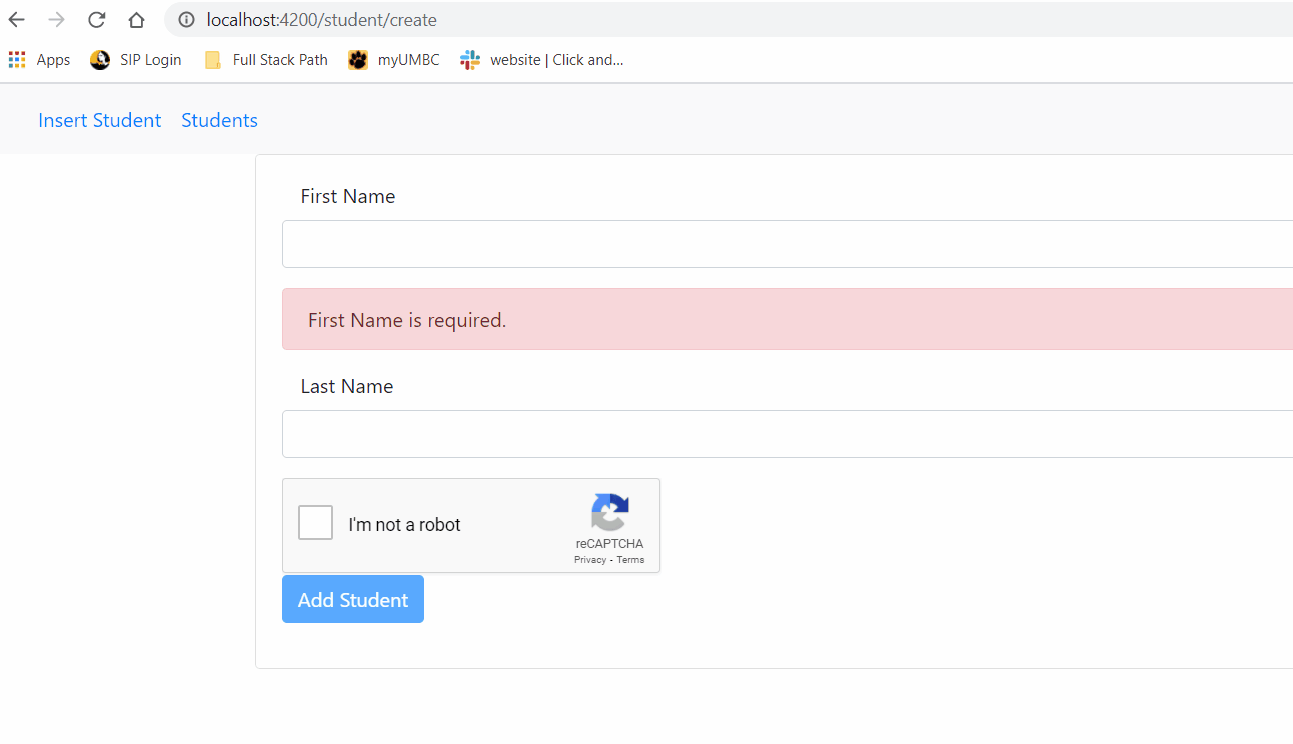 localhost:4200/student/create
Apps SIP Login Full Stack Path myUMBC website | Click and...
Insert Student Students
First Name
First Name is required.
Last Name
I'm not a robot
reCAPTCHA
Privacy - Terms
Add Student